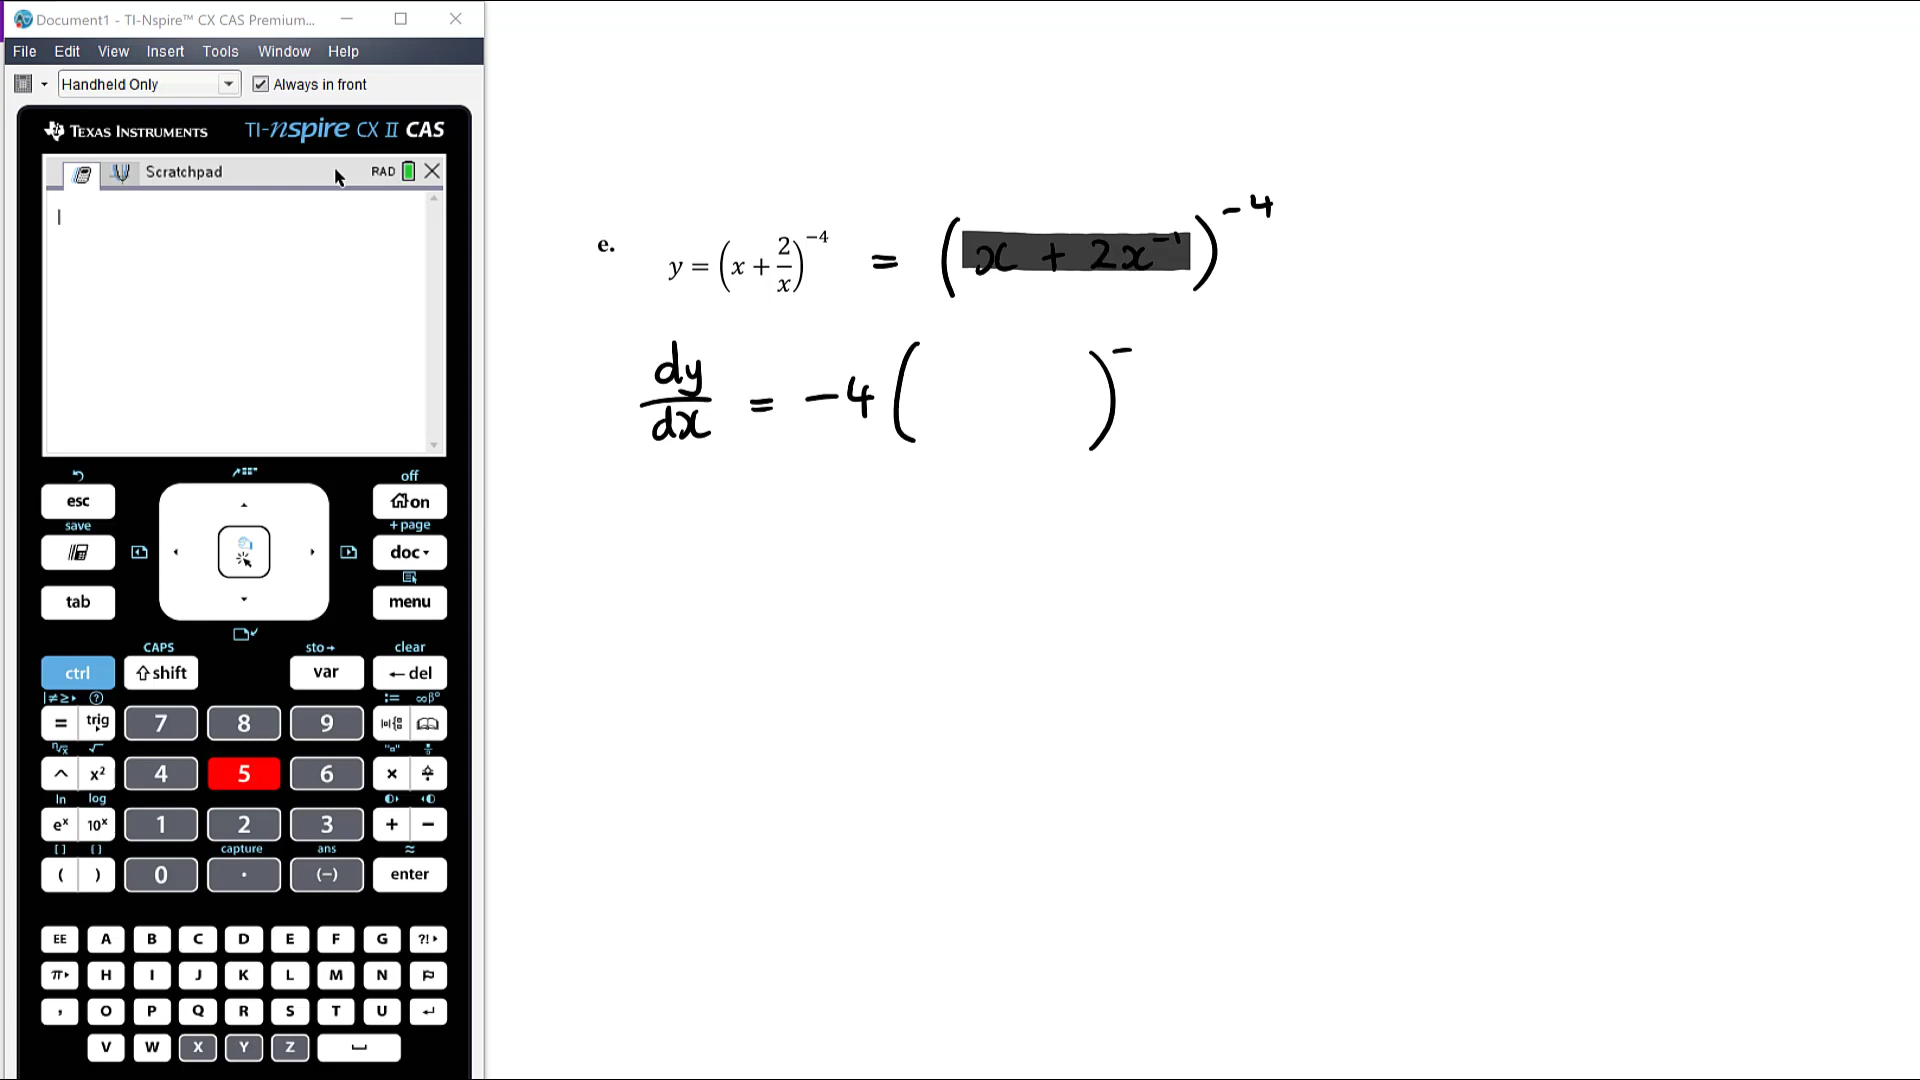 Document1 - TI-Nspire™ CX CAS Premium...
File Edit View Insert Tools Window Help
Handheld Only Always in front
TEXAS INSTRUMENTS TI-nspire CX II CAS
Scratchpad RAD
e. y = (x + 2/x)^−4 = (x + 2x^−1)^−4
dy/dx = −4( )^−
off
esc on
save + page
doc
tab menu
CAPS sto→ clear
ctrl ⇧shift var ←del
|≠≥▸ ? := ∞β°
= trig 7 8 9
ⁿ√x √ "▫"
^ x² 4 5 6 × ÷
ln log
eˣ 10ˣ 1 2 3 + −
[ ] { } capture ans ≈
( ) 0 . (−) enter
EE A B C D E F G ?!▸
π▸ H I J K L M N
, O P Q R S T U ↵
V W X Y Z